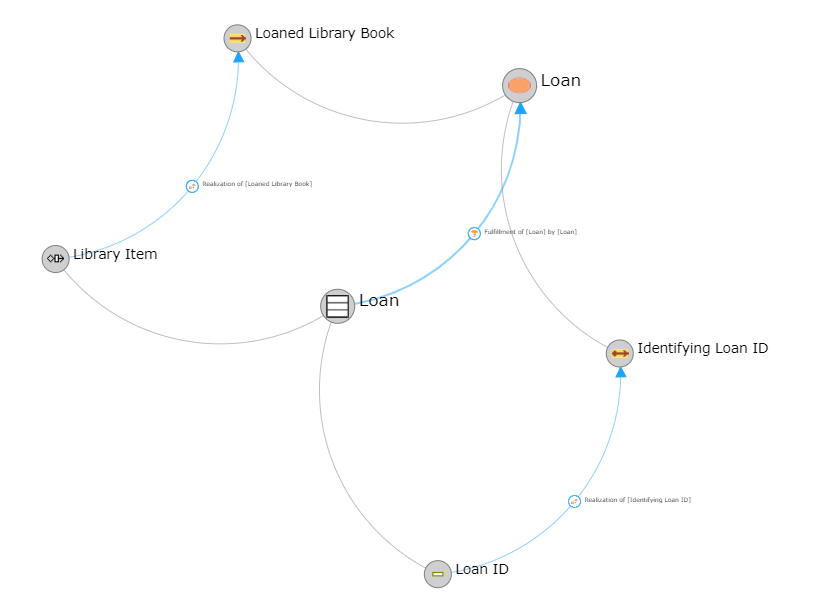 Loaned Library Book
Loan
Realization of [Loaned Library Book]
Fulfillment of [Loan] by [Loan]
Library Item
Loan
Identifying Loan ID
Realization of [Identifying Loan ID]
Loan ID